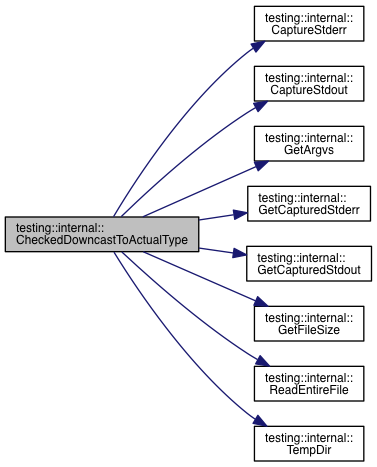 testing::internal::
CheckedDowncastToActualType
testing::internal::
CaptureStderr
testing::internal::
CaptureStdout
testing::internal::
GetArgvs
testing::internal::
GetCapturedStderr
testing::internal::
GetCapturedStdout
testing::internal::
GetFileSize
testing::internal::
ReadEntireFile
testing::internal::
TempDir